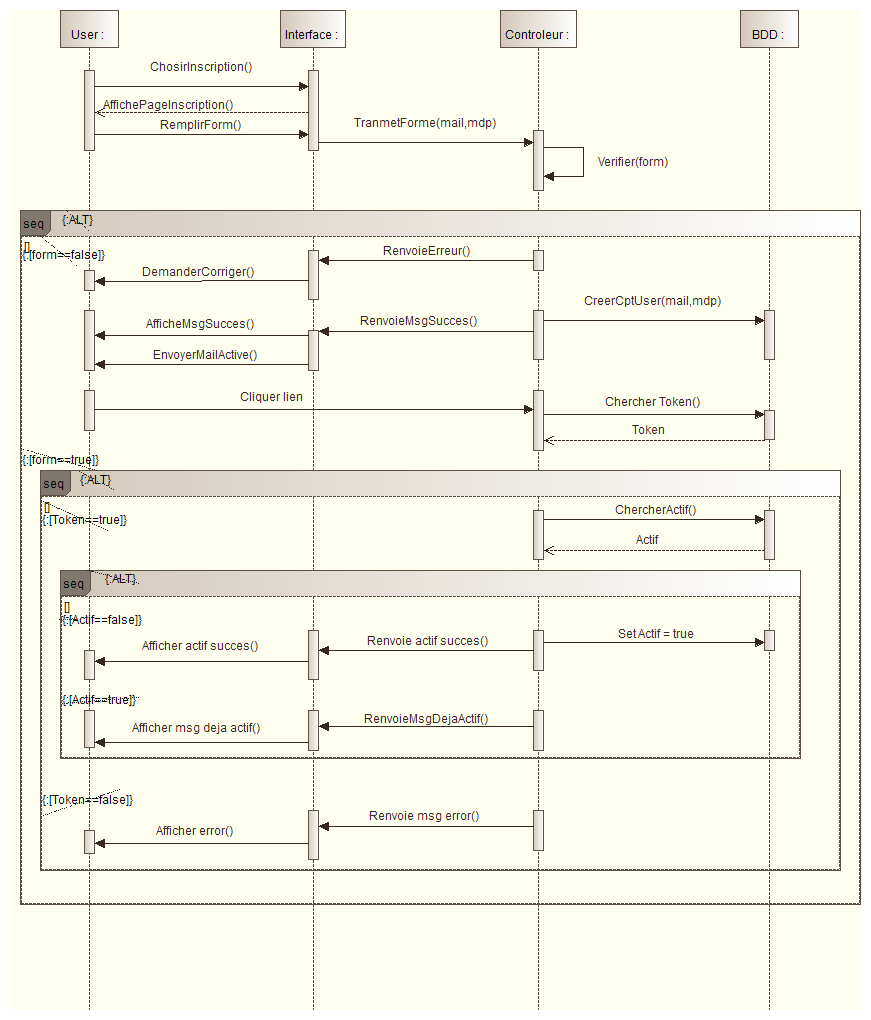 User :
Interface :
Controleur :
BDD :
ChosirInscription()
AffichePageInscription()
RemplirForm()
TranmetForme(mail,mdp)
Verifier(form)
seq
{:ALT}
[]
{:[form==false]}
RenvoieErreur()
DemanderCorriger()
CreerCptUser(mail,mdp)
RenvoieMsgSucces()
AfficheMsgSucces()
EnvoyerMailActive()
Cliquer lien
Chercher Token()
Token
{:[form==true]}
seq
{:ALT}
[]
{:[Token==true]}
ChercherActif()
Actif
seq
{:ALT}
[]
{:[Actif==false]}
Set Actif = true
Renvoie actif succes()
Afficher actif succes()
{:[Actif==true]}
RenvoieMsgDejaActif()
Afficher msg deja actif()
{:[Token==false]}
Renvoie msg error()
Afficher error()